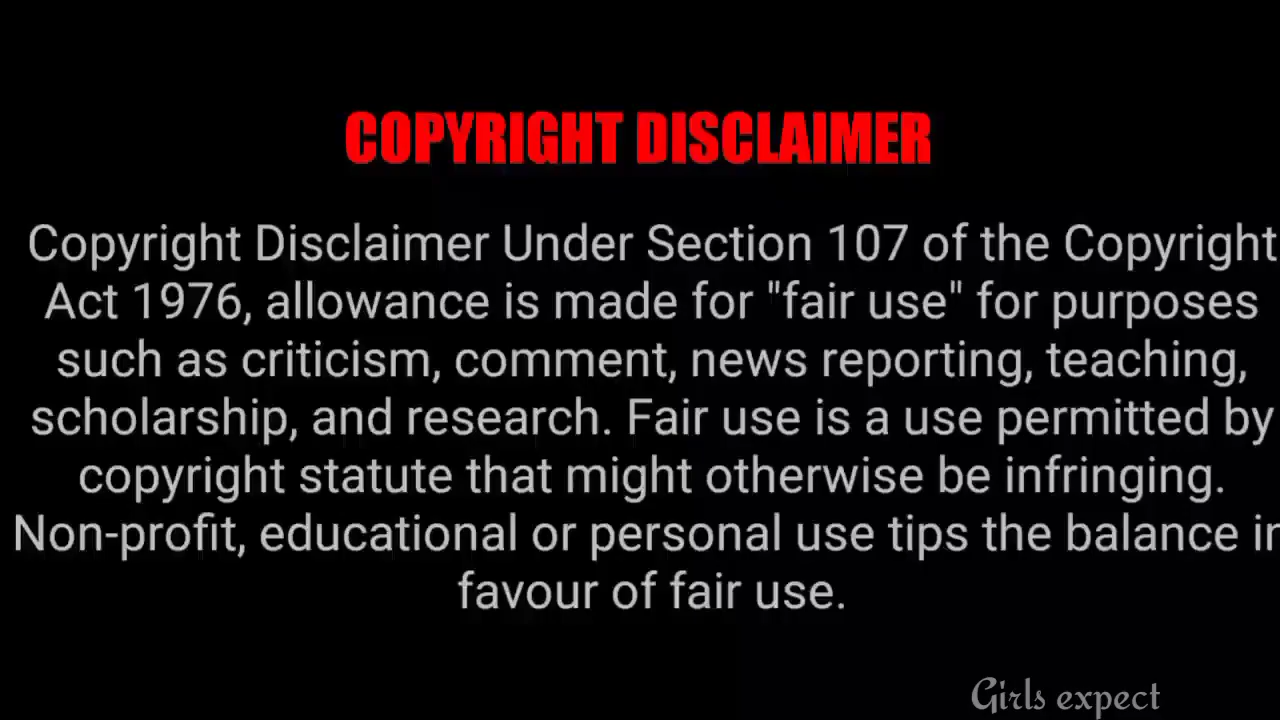 COPYRIGHT DISCLAIMER
Copyright Disclaimer Under Section 107 of the Copyright
Act 1976, allowance is made for "fair use" for purposes
such as criticism, comment, news reporting, teaching,
scholarship, and research. Fair use is a use permitted by
copyright statute that might otherwise be infringing.
Non-profit, educational or personal use tips the balance in
favour of fair use.
Girls expect